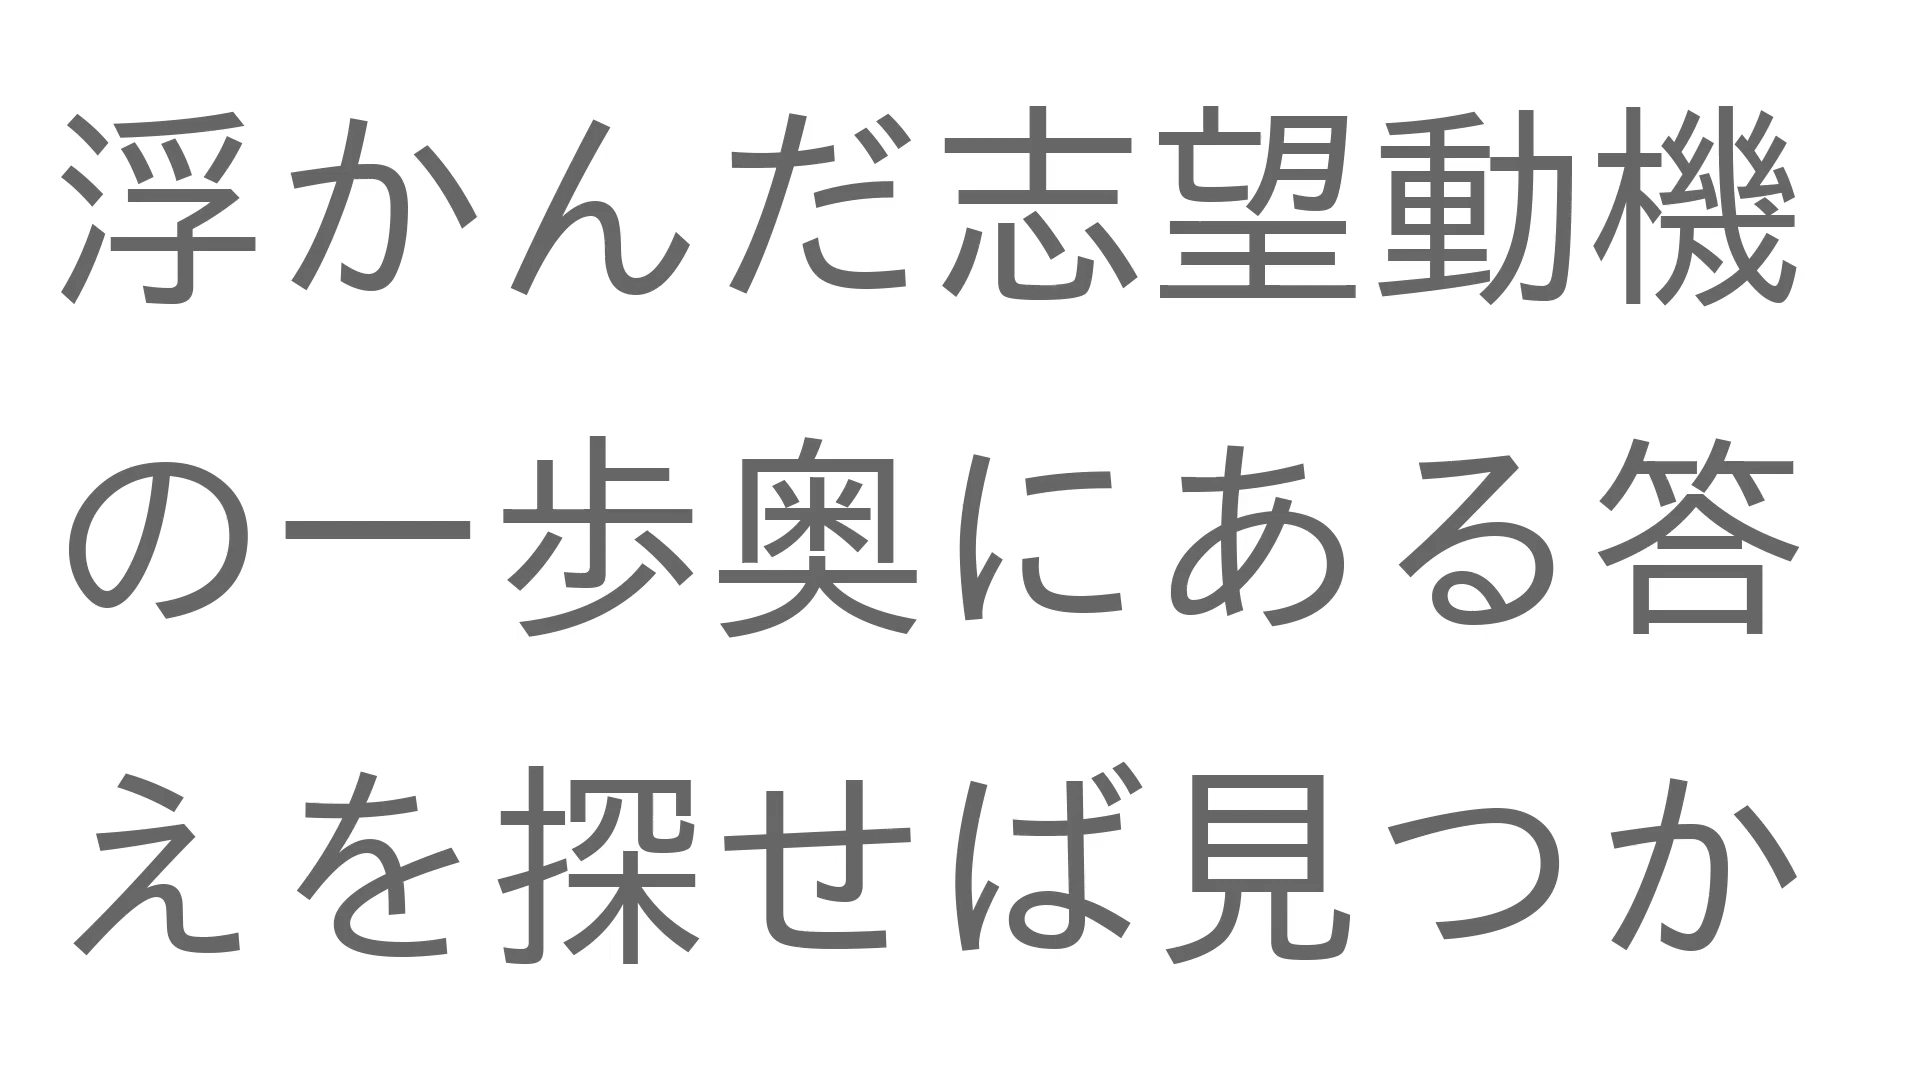 浮かんだ志望動機
の一歩奥にある答
えを探せば見つか